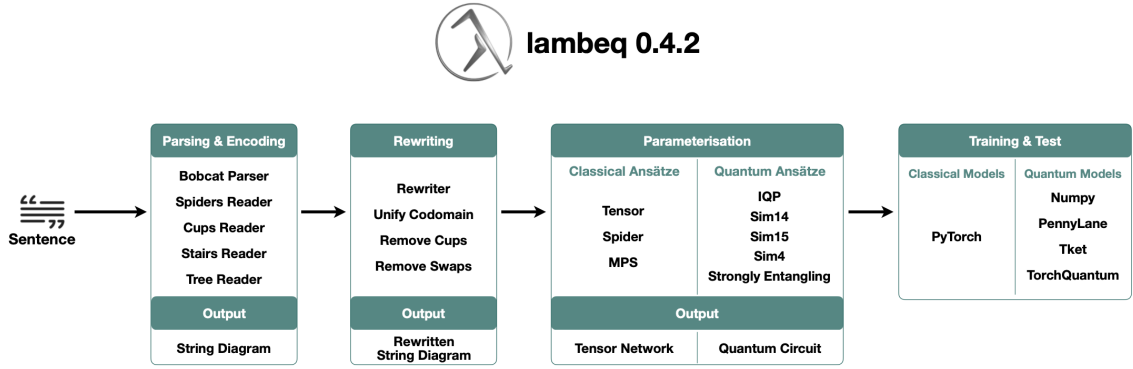 lambeq 0.4.2
Sentence
Parsing & Encoding
Bobcat Parser
Spiders Reader
Cups Reader
Stairs Reader
Tree Reader
Output
String Diagram
Rewriting
Rewriter
Unify Codomain
Remove Cups
Remove Swaps
Output
Rewritten
String Diagram
Parameterisation
Classical Ansätze
Tensor
Spider
MPS
Quantum Ansätze
IQP
Sim14
Sim15
Sim4
Strongly Entangling
Output
Tensor Network
Quantum Circuit
Training & Test
Classical Models
PyTorch
Quantum Models
Numpy
PennyLane
Tket
TorchQuantum